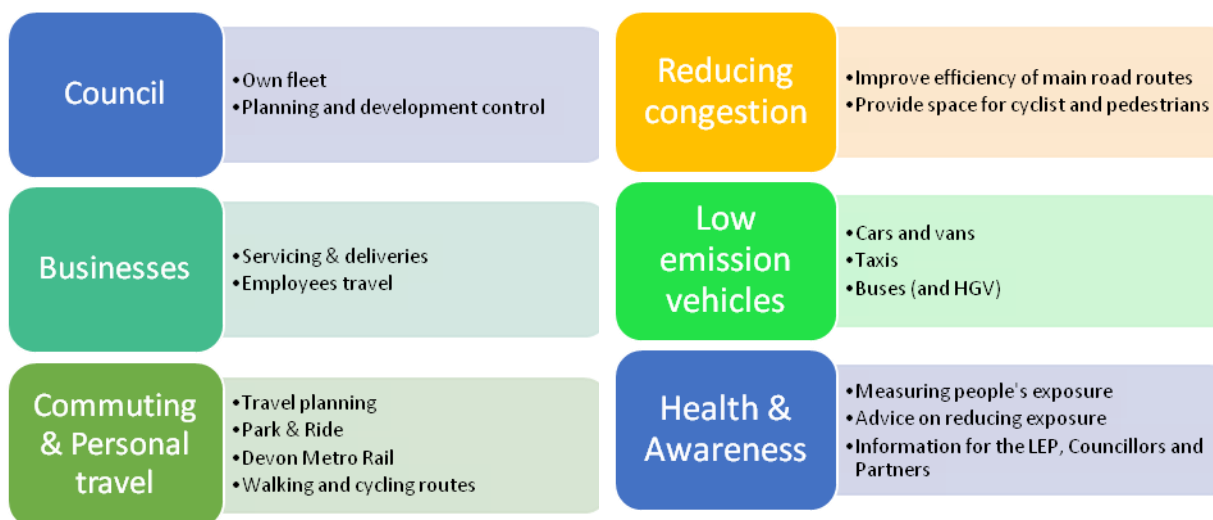 Council
•Own fleet
•Planning and development control
Businesses
•Servicing & deliveries
•Employees travel
Commuting
& Personal
travel
•Travel planning
•Park & Ride
•Devon Metro Rail
•Walking and cycling routes
Reducing
congestion
•Improve efficiency of main road routes
•Provide space for cyclist and pedestrians
Low
emission
vehicles
•Cars and vans
•Taxis
•Buses (and HGV)
Health &
Awareness
•Measuring people's exposure
•Advice on reducing exposure
•Information for the LEP, Councillors and
Partners